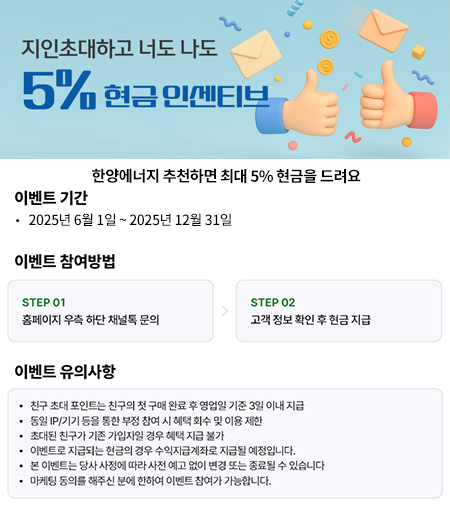 지인초대하고 너도 나도
5% 현금 인센티브
한양에너지 추천하면 최대 5% 현금을 드려요
이벤트 기간
• 2025년 6월 1일 ~ 2025년 12월 31일
이벤트 참여방법
STEP 01
홈페이지 우측 하단 채널톡 문의
STEP 02
고객 정보 확인 후 현금 지급
이벤트 유의사항
• 친구 초대 포인트는 친구의 첫 구매 완료 후 영업일 기준 3일 이내 지급
• 동일 IP/기기 등을 통한 부정 참여 시 혜택 회수 및 이용 제한
• 초대된 친구가 기존 가입자일 경우 혜택 지급 불가
• 이벤트로 지급되는 현금의 경우 수익지급계좌로 지급될 예정입니다.
• 본 이벤트는 당사 사정에 따라 사전 예고 없이 변경 또는 종료될 수 있습니다
• 마케팅 동의를 해주신 분에 한하여 이벤트 참여가 가능합니다.